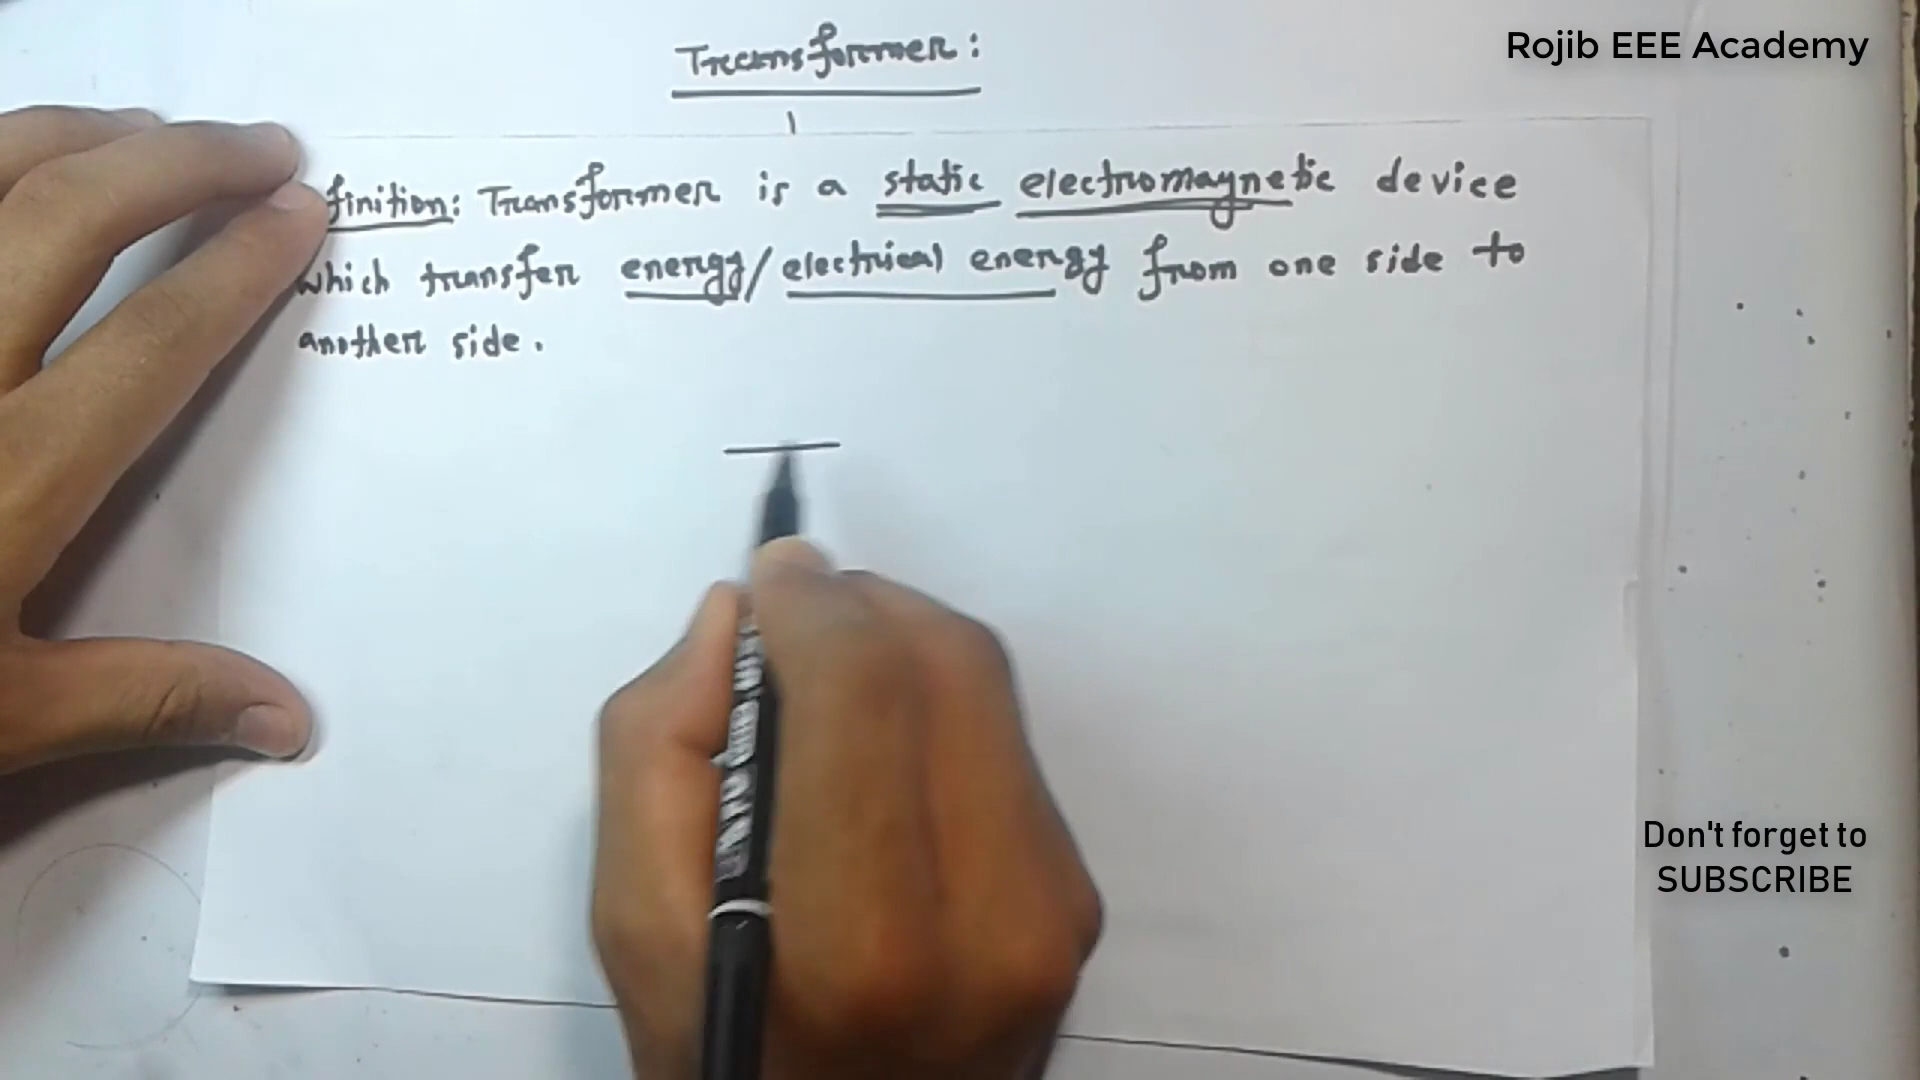 Transformer:
Rojib EEE Academy
finition: Transformer is a static electromagnetic device
which transfer energy/electrical energy from one side to
another side.
Don't forget to
SUBSCRIBE